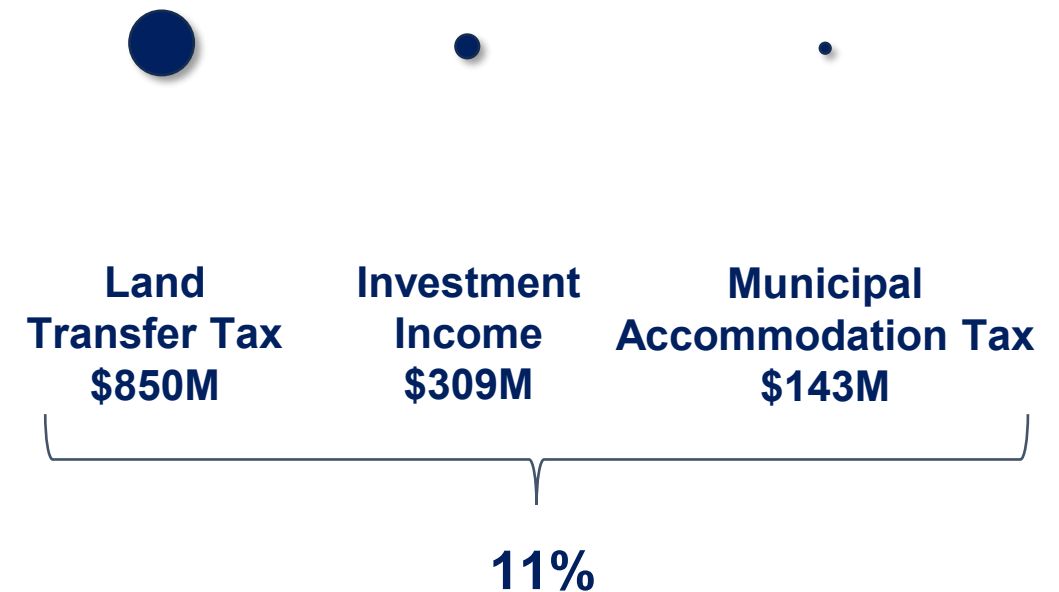 Land
Transfer Tax
$850M
Investment
Income
$309M
Municipal
Accommodation Tax
$143M
11%